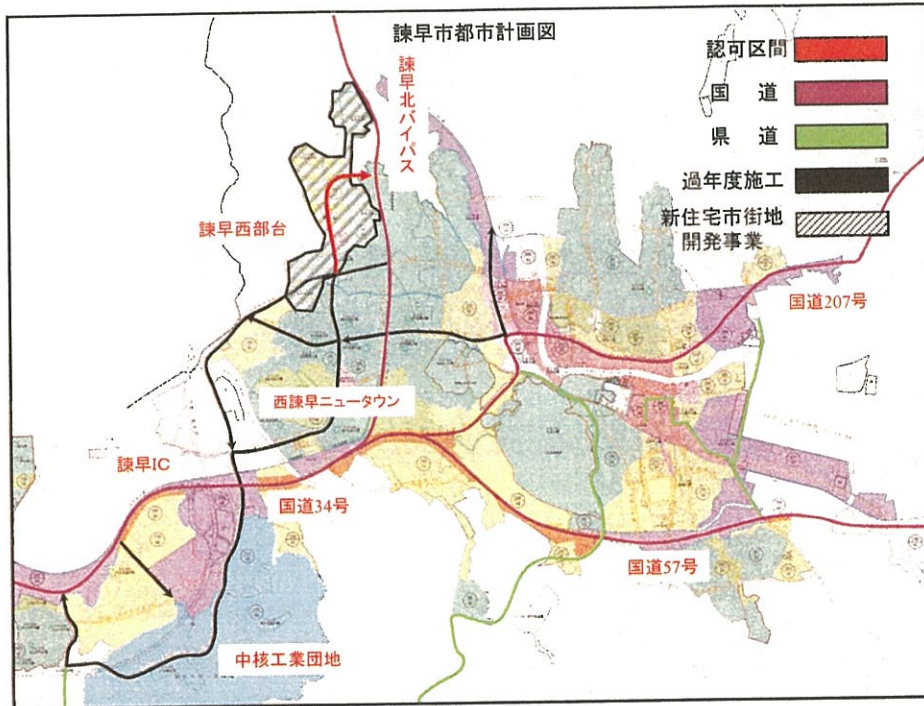 諫早市都市計画図
認可区間
国 道
県 道
過年度施工
新住宅市街地
開発事業
諫早北バイパス
諫早西部台
国道207号
西諫早ニュータウン
諫早IC
国道34号
国道57号
中核工業団地